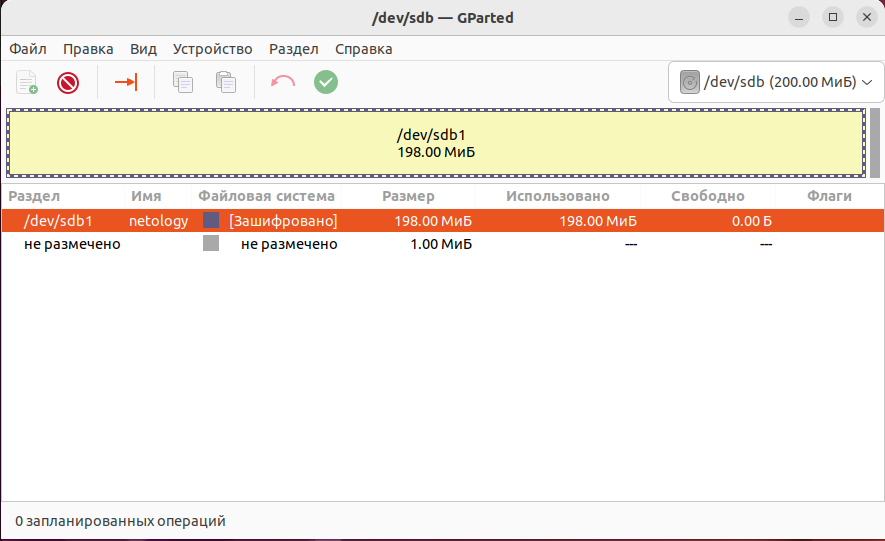 /dev/sdb — GParted
Файл Правка Вид Устройство Раздел Справка
/dev/sdb (200.00 МиБ)
/dev/sdb1
198.00 МиБ
Раздел Имя Файловая система Размер Использовано Свободно Флаги
/dev/sdb1 netology [Зашифровано] 198.00 МиБ 198.00 МиБ 0.00 Б
не размечено не размечено 1.00 МиБ --- ---
0 запланированных операций